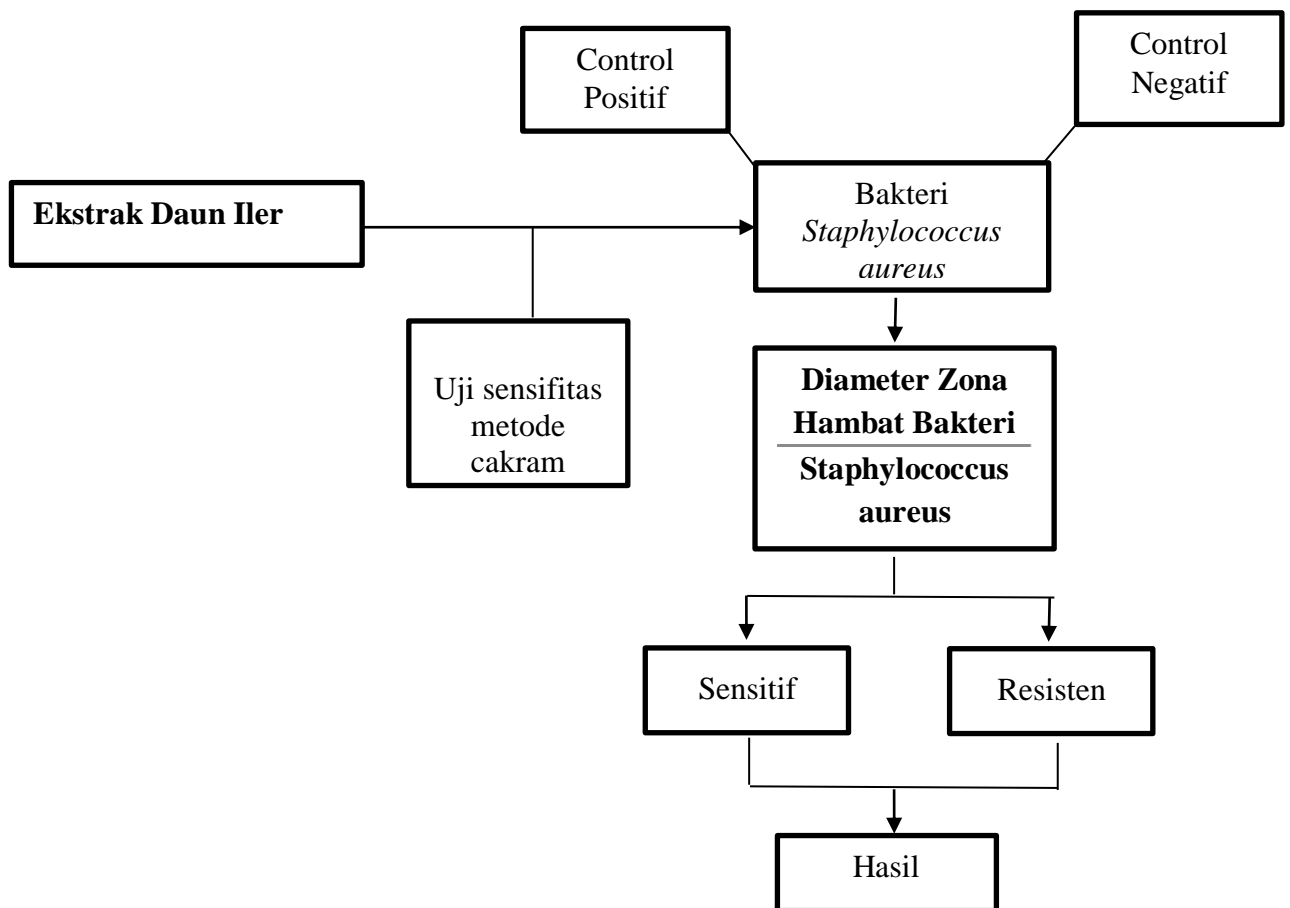 Control
Positif
Control
Negatif
Ekstrak Daun Iler
Bakteri
Staphylococcus
aureus
Uji sensifitas
metode
cakram
Diameter Zona
Hambat Bakteri
Staphylococcus
aureus
Sensitif
Resisten
Hasil